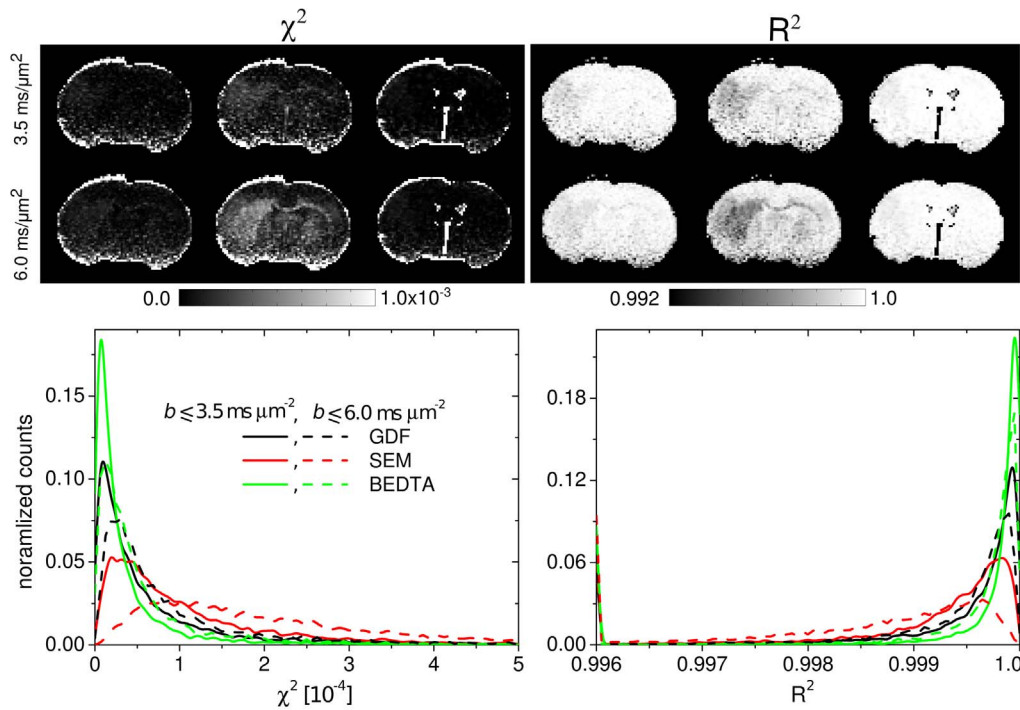 χ² R²
3.5 ms/μm²
6.0 ms/μm²
0.0 1.0x10⁻³ 0.992 1.0
noramlized counts
0.15
0.10
0.05
0.00
b ⩽ 3.5 ms μm⁻² , b ⩽ 6.0 ms μm⁻²
, GDF
, SEM
, BEDTA
0 1 2 3 4 5
χ² [10⁻⁴]
0.18
0.12
0.06
0.00
0.996 0.997 0.998 0.999 1.0
R²